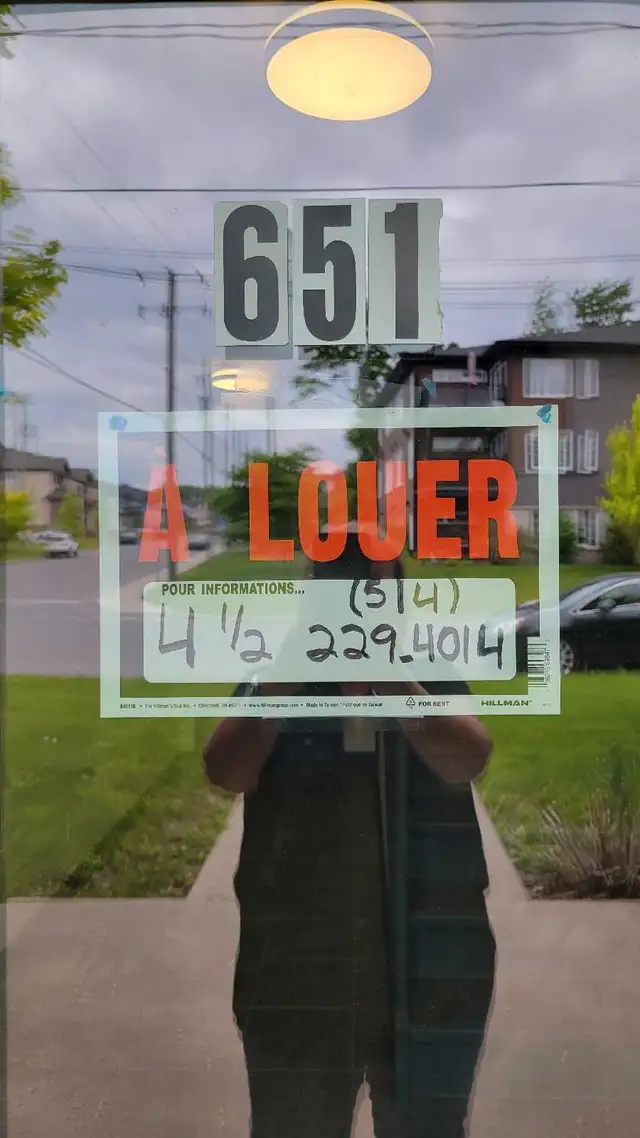 651
À LOUER
POUR INFORMATIONS... (514)
4 1/2 229-4014
FOR RENT HILLMAN